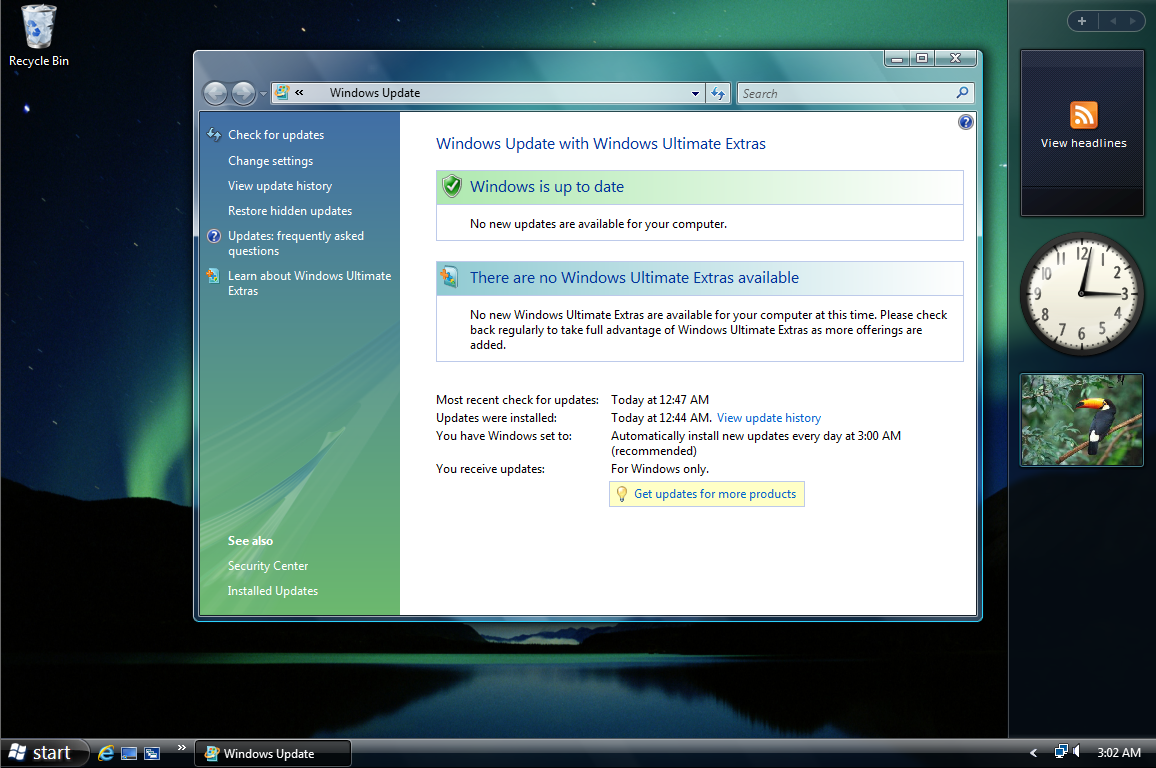 Recycle Bin
«
Windows Update
Search
Check for updates
Change settings
View update history
Restore hidden updates
Updates: frequently asked
questions
Learn about Windows Ultimate
Extras
See also
Security Center
Installed Updates
Windows Update with Windows Ultimate Extras
Windows is up to date
No new updates are available for your computer.
There are no Windows Ultimate Extras available
No new Windows Ultimate Extras are available for your computer at this time. Please check
back regularly to take full advantage of Windows Ultimate Extras as more offerings are
added.
Most recent check for updates: Today at 12:47 AM
Updates were installed: Today at 12:44 AM. View update history
You have Windows set to: Automatically install new updates every day at 3:00 AM
(recommended)
You receive updates: For Windows only.
Get updates for more products
View headlines
12
1
2
3
4
5
6
7
8
9
10
11
start
»
Windows Update
3:02 AM